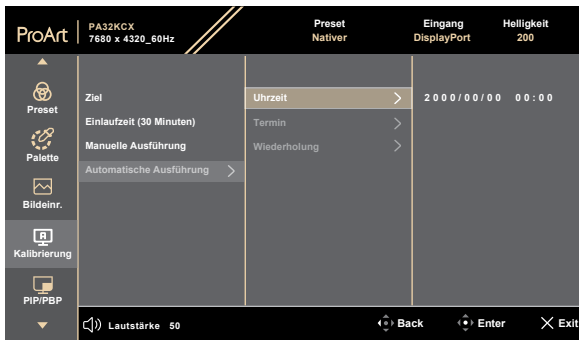 ProArt
PA32KCX
7680 x 4320_60Hz
Preset
Nativer
Eingang
DisplayPort
Helligkeit
200
Preset
Palette
Bildeinr.
Kalibrierung
PIP/PBP
Ziel
Einlaufzeit (30 Minuten)
Manuelle Ausführung
Automatische Ausführung
Uhrzeit
Termin
Wiederholung
2000/00/00 00:00
Lautstärke 50
Back
Enter
Exit